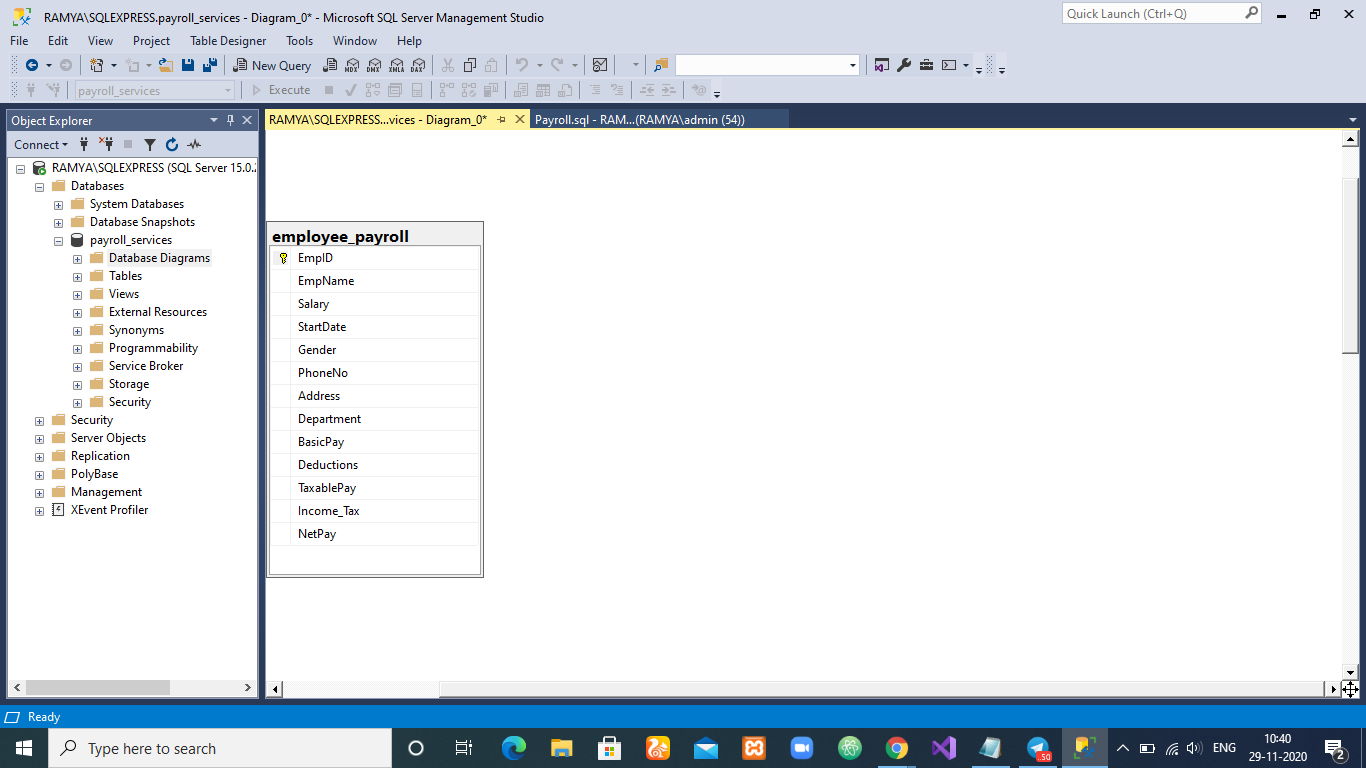 RAMYA\SQLEXPRESS.payroll_services - Diagram_0* - Microsoft SQL Server Management Studio
Quick Launch (Ctrl+Q)
File Edit View Project Table Designer Tools Window Help
New Query MDX DMX XMLA DAX
payroll_services Execute
Object Explorer
RAMYA\SQLEXPRESS...vices - Diagram_0* Payroll.sql - RAM...(RAMYA\admin (54))
Connect
RAMYA\SQLEXPRESS (SQL Server 15.0.
Databases
System Databases
Database Snapshots
payroll_services
Database Diagrams
Tables
Views
External Resources
Synonyms
Programmability
Service Broker
Storage
Security
Security
Server Objects
Replication
PolyBase
Management
XEvent Profiler
employee_payroll
EmpID
EmpName
Salary
StartDate
Gender
PhoneNo
Address
Department
BasicPay
Deductions
TaxablePay
Income_Tax
NetPay
Ready
Type here to search
.50
ENG
10:40
29-11-2020
2